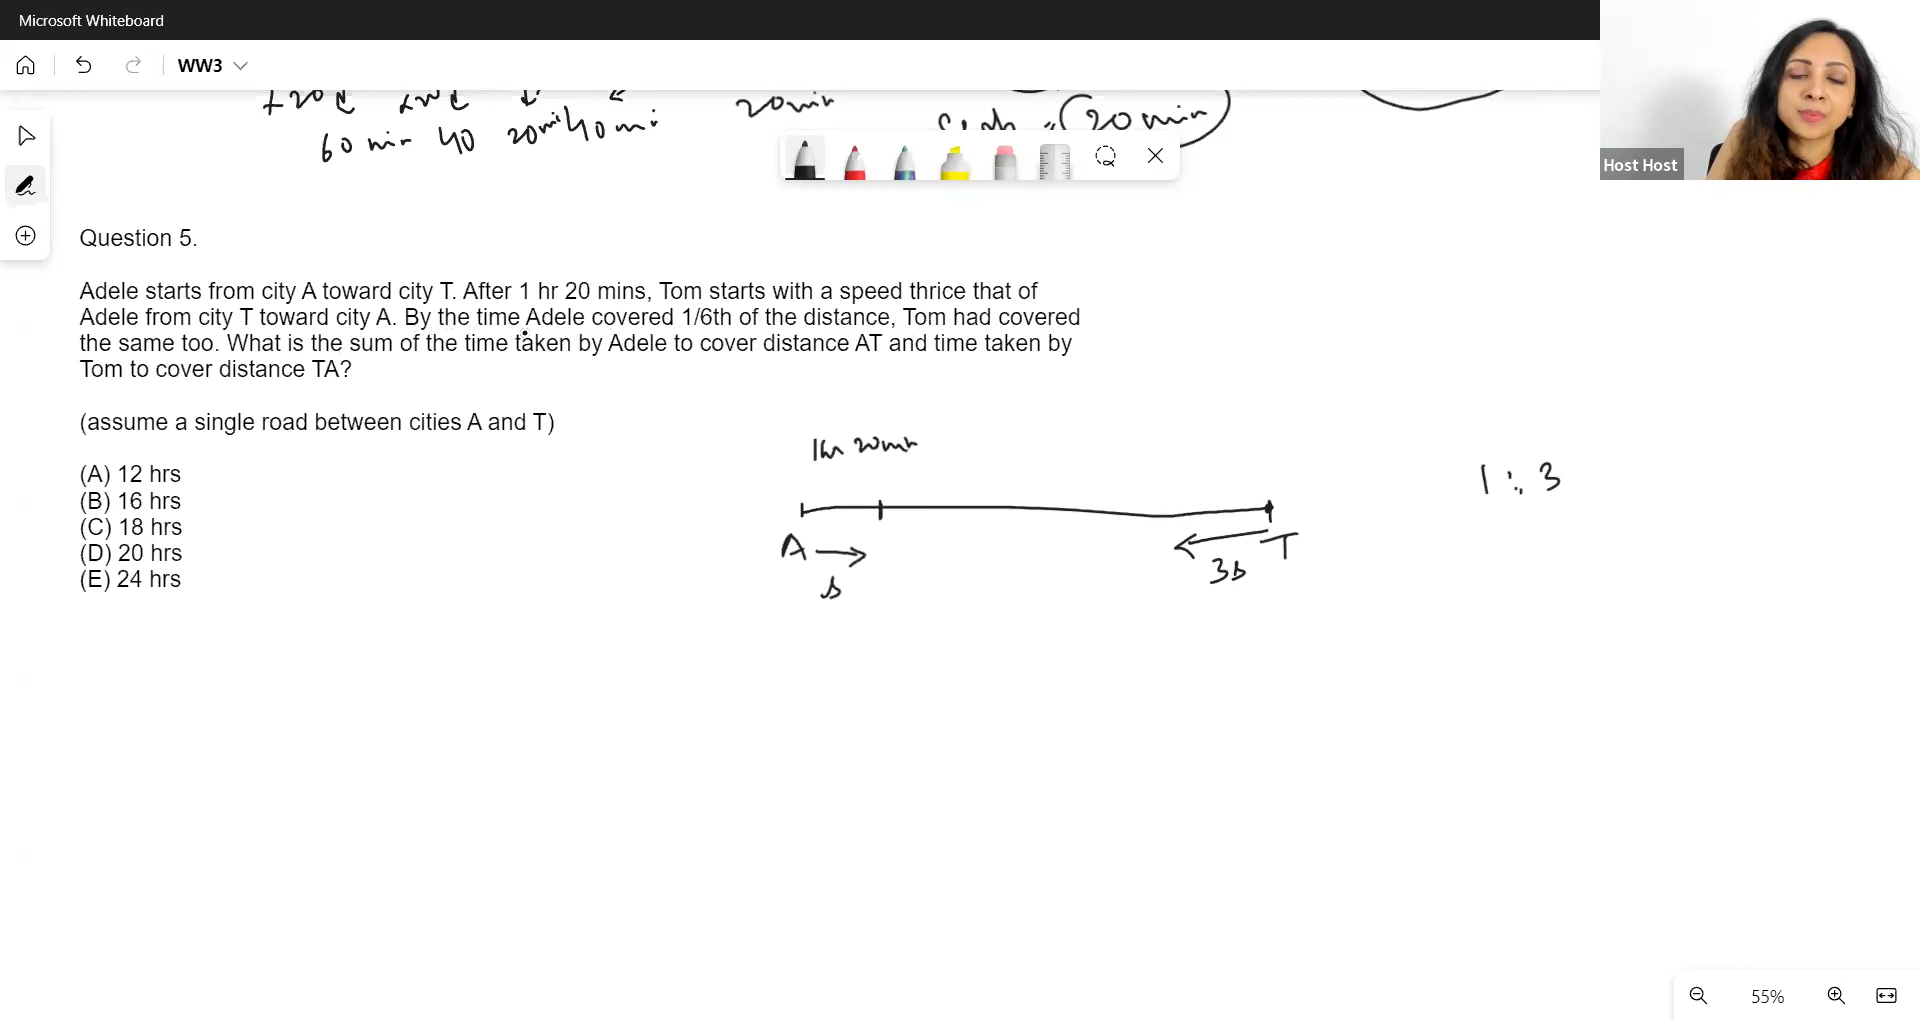 Microsoft Whiteboard
WW3
20min
60 min 40 20min 40 min
20 min
Host Host
Question 5.
Adele starts from city A toward city T. After 1 hr 20 mins, Tom starts with a speed thrice that of
Adele from city T toward city A. By the time Adele covered 1/6th of the distance, Tom had covered
the same too. What is the sum of the time taken by Adele to cover distance AT and time taken by
Tom to cover distance TA?
(assume a single road between cities A and T)
(A) 12 hrs
(B) 16 hrs
(C) 18 hrs
(D) 20 hrs
(E) 24 hrs
1hr 20min
1 : 3
A T
s 3s
55%